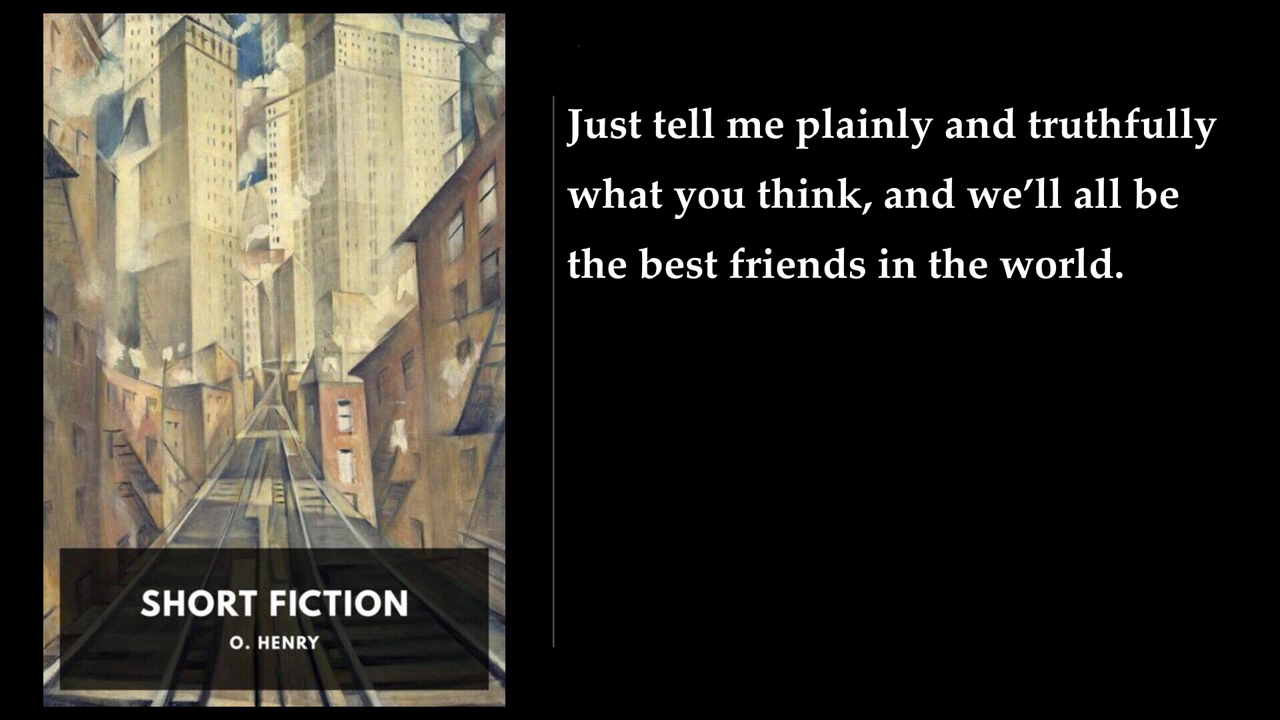 Just tell me plainly and truthfully
what you think, and we’ll all be
the best friends in the world.
SHORT FICTION
O. HENRY